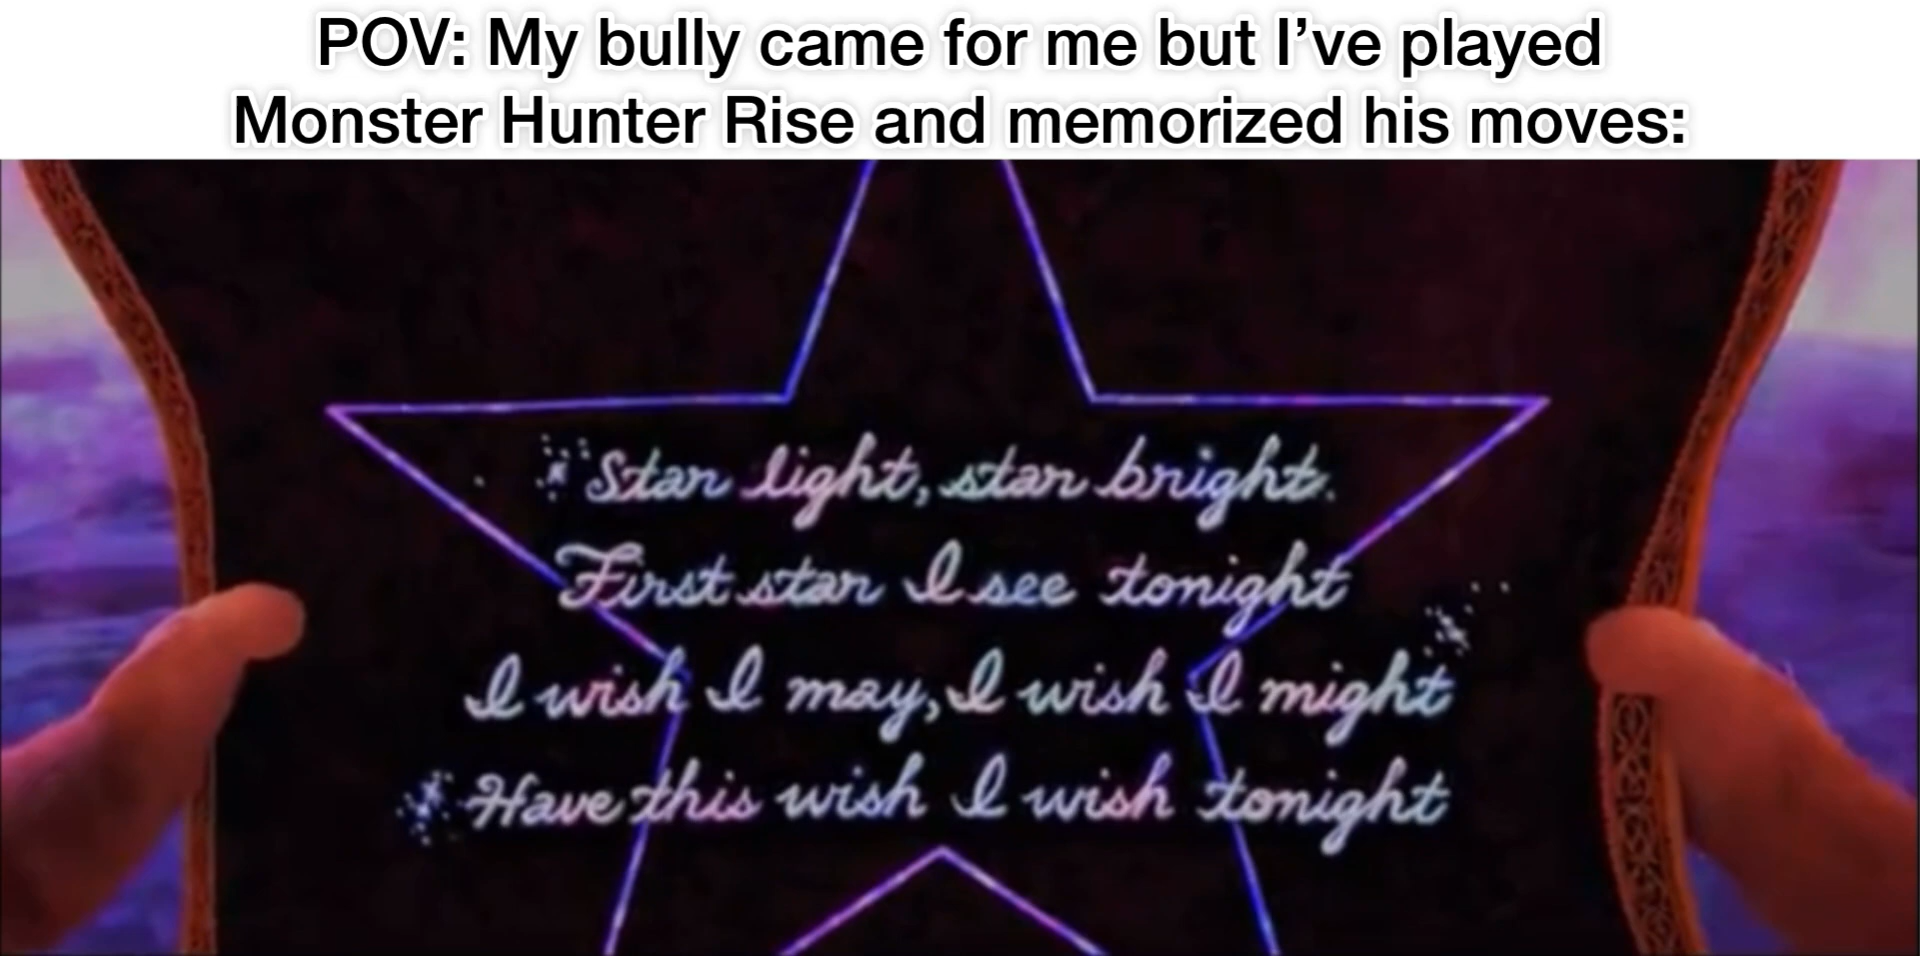 POV: My bully came for me but I’ve played
Monster Hunter Rise and memorized his moves:
Star light, star bright.
First star I see tonight
I wish I may, I wish I might
Have this wish I wish tonight